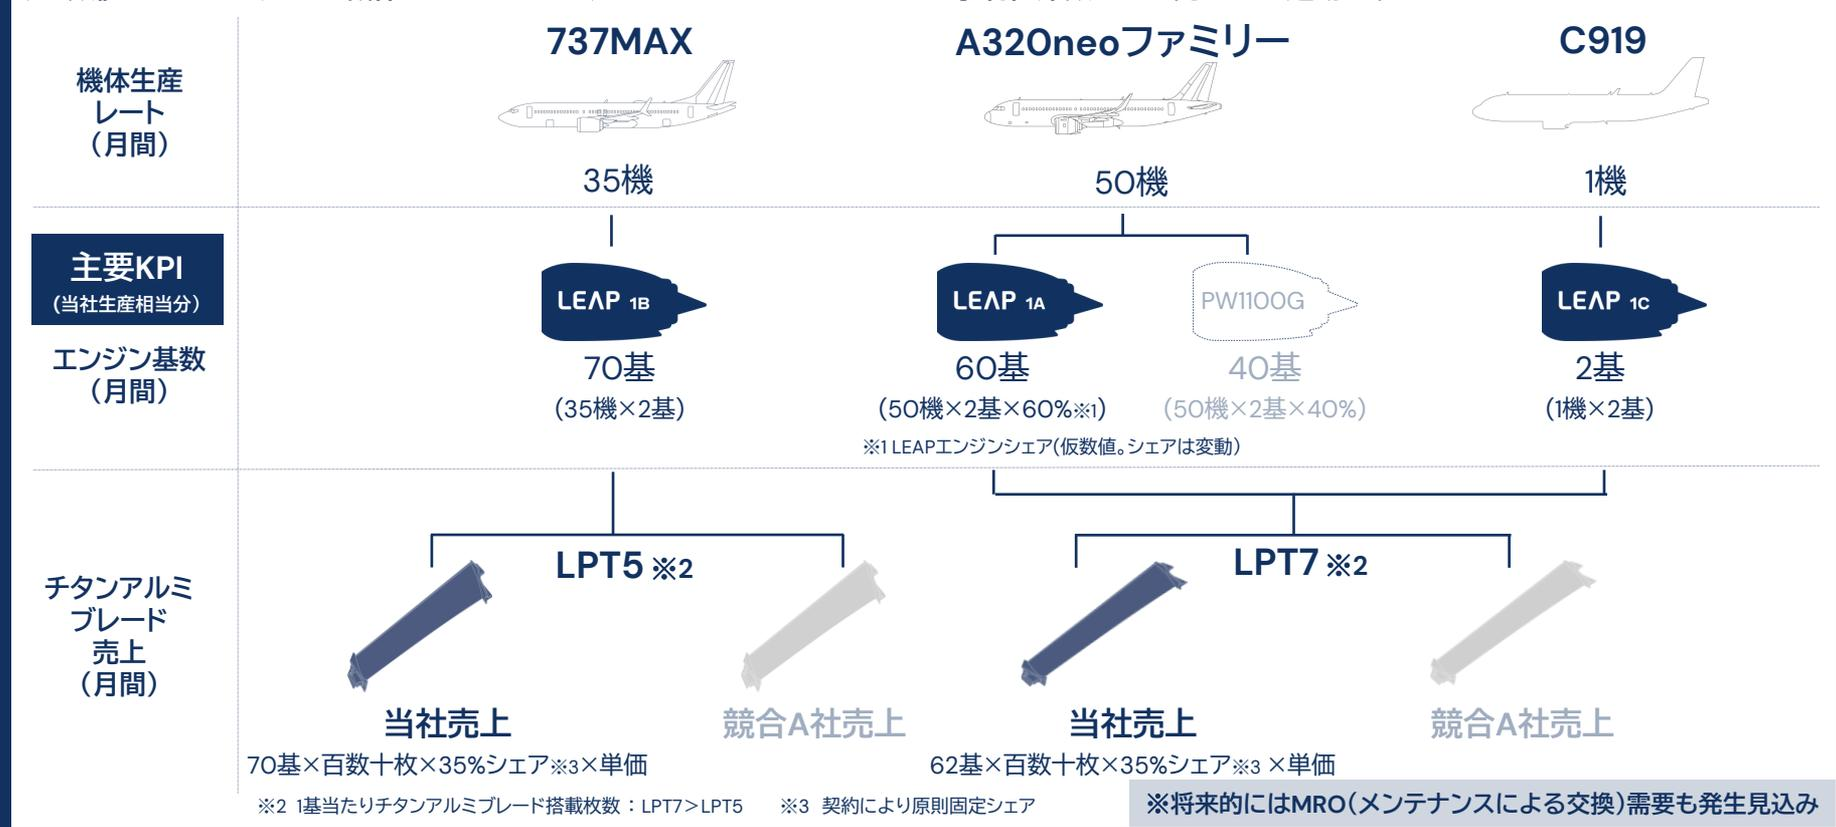 737MAX
A320neoファミリー
C919
機体生産
レート
（月間）
35機
50機
1機
主要KPI
(当社生産相当分)
エンジン基数
（月間）
LEAP 1B
LEAP 1A
PW1100G
LEAP 1C
70基
60基
40基
2基
(35機×2基)
(50機×2基×60%※1)
(50機×2基×40%)
(1機×2基)
※1 LEAPエンジンシェア(仮数値。シェアは変動)
チタンアルミ
ブレード
売上
（月間）
LPT5 ※2
LPT7 ※2
当社売上
競合A社売上
当社売上
競合A社売上
70基×百数十枚×35%シェア※3×単価
62基×百数十枚×35%シェア※3 ×単価
※2 1基当たりチタンアルミブレード搭載枚数：LPT7＞LPT5
※3 契約により原則固定シェア
※将来的にはMRO（メンテナンスによる交換）需要も発生見込み